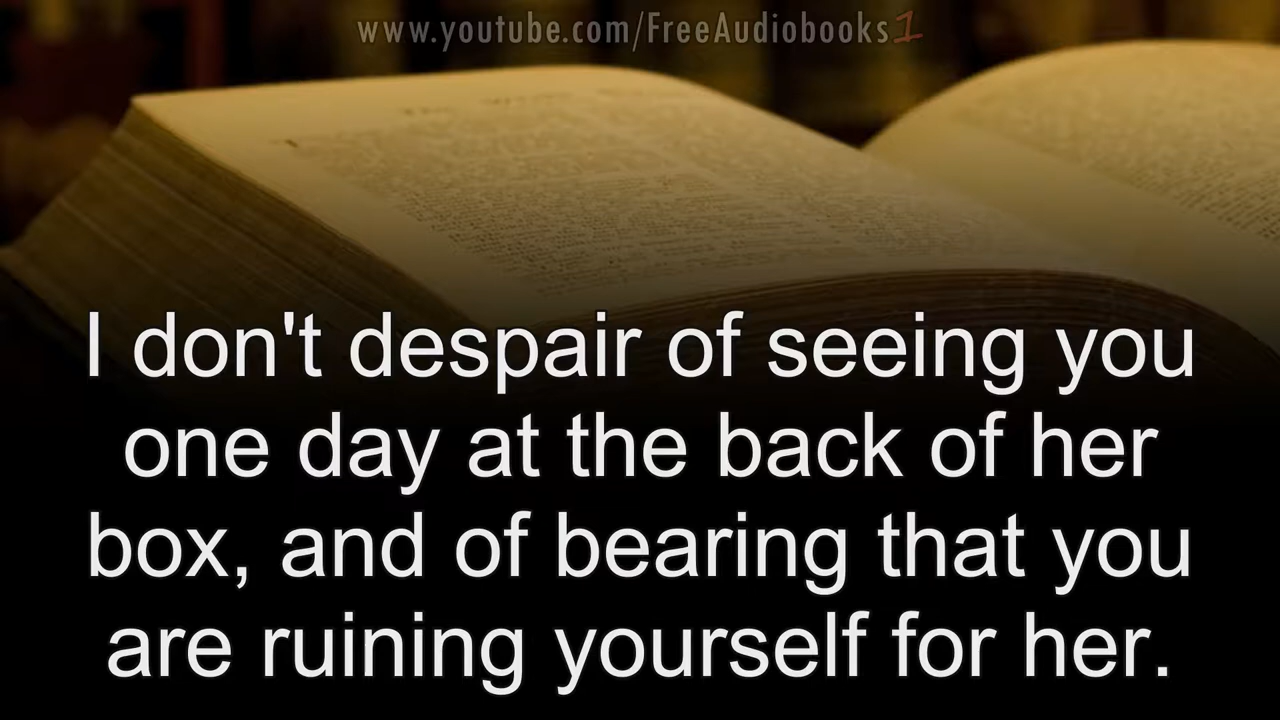 www.youtube.com/FreeAudiobooks1
I don't despair of seeing you
one day at the back of her
box, and of bearing that you
are ruining yourself for her.